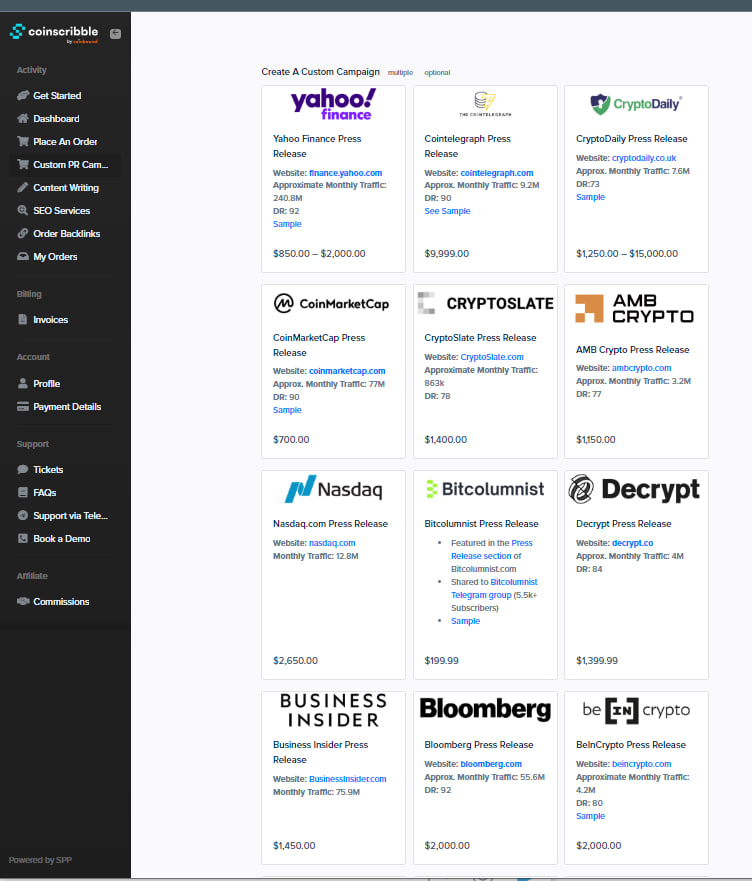 coinscribble
by
Activity
Get Started
Dashboard
Place An Order
Custom PR Cam...
Content Writing
SEO Services
Order Backlinks
My Orders
Billing
Invoices
Account
Profile
Payment Details
Support
Tickets
FAQs
Support via Tele...
Book a Demo
Affiliate
Commissions
Powered by SPP
Create A Custom Campaign multiple optional
yahoo!
finance
Yahoo Finance Press
Release
Website: finance.yahoo.com
Approximate Monthly Traffic:
240.8M
DR: 92
Sample
$850.00 – $2,000.00
THE COINTELEGRAPH
Cointelegraph Press
Release
Website: cointelegraph.com
Approx. Monthly Traffic: 9.2M
DR: 90
See Sample
$9,999.00
CryptoDaily
CryptoDaily Press Release
Website: cryptodaily.co.uk
Approx. Monthly Traffic: 7.6M
DR:73
Sample
$1,250.00 – $15,000.00
CoinMarketCap
CoinMarketCap Press
Release
Website: coinmarketcap.com
Approx. Monthly Traffic: 77M
DR: 90
Sample
$700.00
CRYPTOSLATE
CryptoSlate Press Release
Website: CryptoSlate.com
Approximate Monthly Traffic:
863k
DR: 78
$1,400.00
AMB
CRYPTO
AMB Crypto Press Release
Website: ambcrypto.com
Approx. Monthly Traffic: 3.2M
DR: 77
$1,150.00
Nasdaq
Nasdaq.com Press Release
Website: nasdaq.com
Monthly Traffic: 12.8M
$2,650.00
Bitcolumnist
Bitcolumnist Press Release
• Featured in the Press
Release section of
Bitcolumnist.com
• Shared to Bitcolumnist
Telegram group (5.5k+
Subscribers)
• Sample
$199.99
Decrypt
Decrypt Press Release
Website: decrypt.co
Approx. Monthly Traffic: 4M
DR: 84
$1,399.99
BUSINESS
INSIDER
Business Insider Press
Release
Website: BusinessInsider.com
Monthly Traffic: 75.9M
$1,450.00
Bloomberg
Bloomberg Press Release
Website: bloomberg.com
Approx. Monthly Traffic: 55.6M
DR: 92
$2,000.00
be[IN]crypto
BeInCrypto Press Release
Website: beincrypto.com
Approximate Monthly Traffic:
4.2M
DR: 80
Sample
$2,000.00